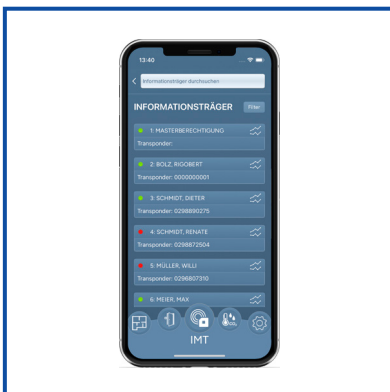 13:40
Informationsträger durchsuchen
INFORMATIONSTRÄGER
Filter
1: MASTERBERECHTIGUNG
Transponder:
2: BOLZ, RIGOBERT
Transponder: 0000000001
3: SCHMIDT, DIETER
Transponder: 0298890275
4: SCHMIDT, RENATE
Transponder: 0298872504
5: MÜLLER, WILLI
Transponder: 0296807310
6: MEIER, MAX
IMT